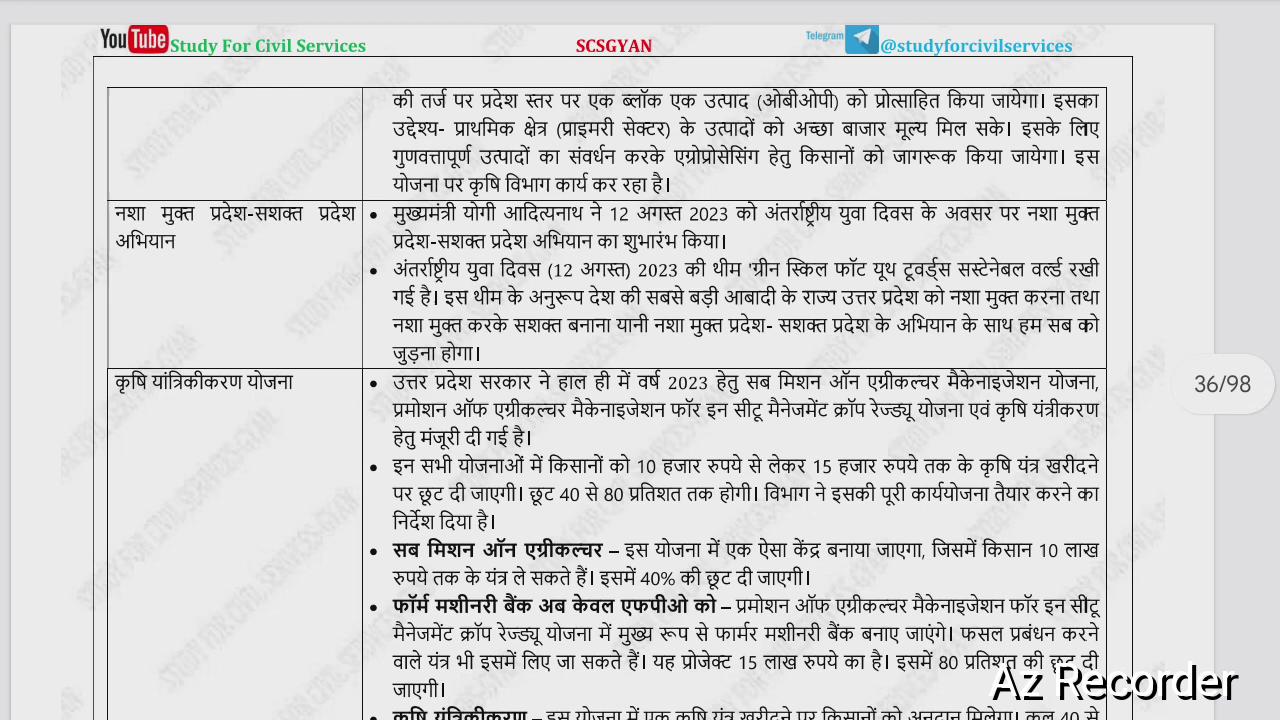 YouTube Study For Civil Services SCSGYAN Telegram @studyforcivilservices
की तर्ज पर प्रदेश स्तर पर एक ब्लॉक एक उत्पाद (ओबीओपी) को प्रोत्साहित किया जायेगा। इसका
उद्देश्य- प्राथमिक क्षेत्र (प्राइमरी सेक्टर) के उत्पादों को अच्छा बाजार मूल्य मिल सके। इसके लिए
गुणवत्तापूर्ण उत्पादों का संवर्धन करके एग्रोप्रोसेसिंग हेतु किसानों को जागरूक किया जायेगा। इस
योजना पर कृषि विभाग कार्य कर रहा है।
नशा मुक्त प्रदेश-सशक्त प्रदेश
अभियान
• मुख्यमंत्री योगी आदित्यनाथ ने 12 अगस्त 2023 को अंतर्राष्ट्रीय युवा दिवस के अवसर पर नशा मुक्त
प्रदेश-सशक्त प्रदेश अभियान का शुभारंभ किया।
• अंतर्राष्ट्रीय युवा दिवस (12 अगस्त) 2023 की थीम 'ग्रीन स्किल फॉट यूथ टूवर्ड्स सस्टेनेबल वर्ल्ड रखी
गई है। इस थीम के अनुरूप देश की सबसे बड़ी आबादी के राज्य उत्तर प्रदेश को नशा मुक्त करना तथा
नशा मुक्त करके सशक्त बनाना यानी नशा मुक्त प्रदेश- सशक्त प्रदेश के अभियान के साथ हम सब को
जुड़ना होगा।
कृषि यांत्रिकीकरण योजना
• उत्तर प्रदेश सरकार ने हाल ही में वर्ष 2023 हेतु सब मिशन ऑन एग्रीकल्चर मैकेनाइजेशन योजना,
प्रमोशन ऑफ एग्रीकल्चर मैकेनाइजेशन फॉर इन सीटू मैनेजमेंट क्रॉप रेज्ड्यू योजना एवं कृषि यंत्रीकरण
हेतु मंजूरी दी गई है।
• इन सभी योजनाओं में किसानों को 10 हजार रुपये से लेकर 15 हजार रुपये तक के कृषि यंत्र खरीदने
पर छूट दी जाएगी। छूट 40 से 80 प्रतिशत तक होगी। विभाग ने इसकी पूरी कार्ययोजना तैयार करने का
निर्देश दिया है।
• सब मिशन ऑन एग्रीकल्चर – इस योजना में एक ऐसा केंद्र बनाया जाएगा, जिसमें किसान 10 लाख
रुपये तक के यंत्र ले सकते हैं। इसमें 40% की छूट दी जाएगी।
• फॉर्म मशीनरी बैंक अब केवल एफपीओ को – प्रमोशन ऑफ एग्रीकल्चर मैकेनाइजेशन फॉर इन सीटू
मैनेजमेंट क्रॉप रेज्ड्यू योजना में मुख्य रूप से फार्मर मशीनरी बैंक बनाए जाएंगे। फसल प्रबंधन करने
वाले यंत्र भी इसमें लिए जा सकते हैं। यह प्रोजेक्ट 15 लाख रुपये का है। इसमें 80 प्रतिशत की छूट दी
जाएगी।
• कृषि यंत्रिकीकरण – इस योजना में एक कृषि यंत्र खरीदने पर किसानों को अनुदान मिलेगा। कुल 40 से
36/98
Az Recorder